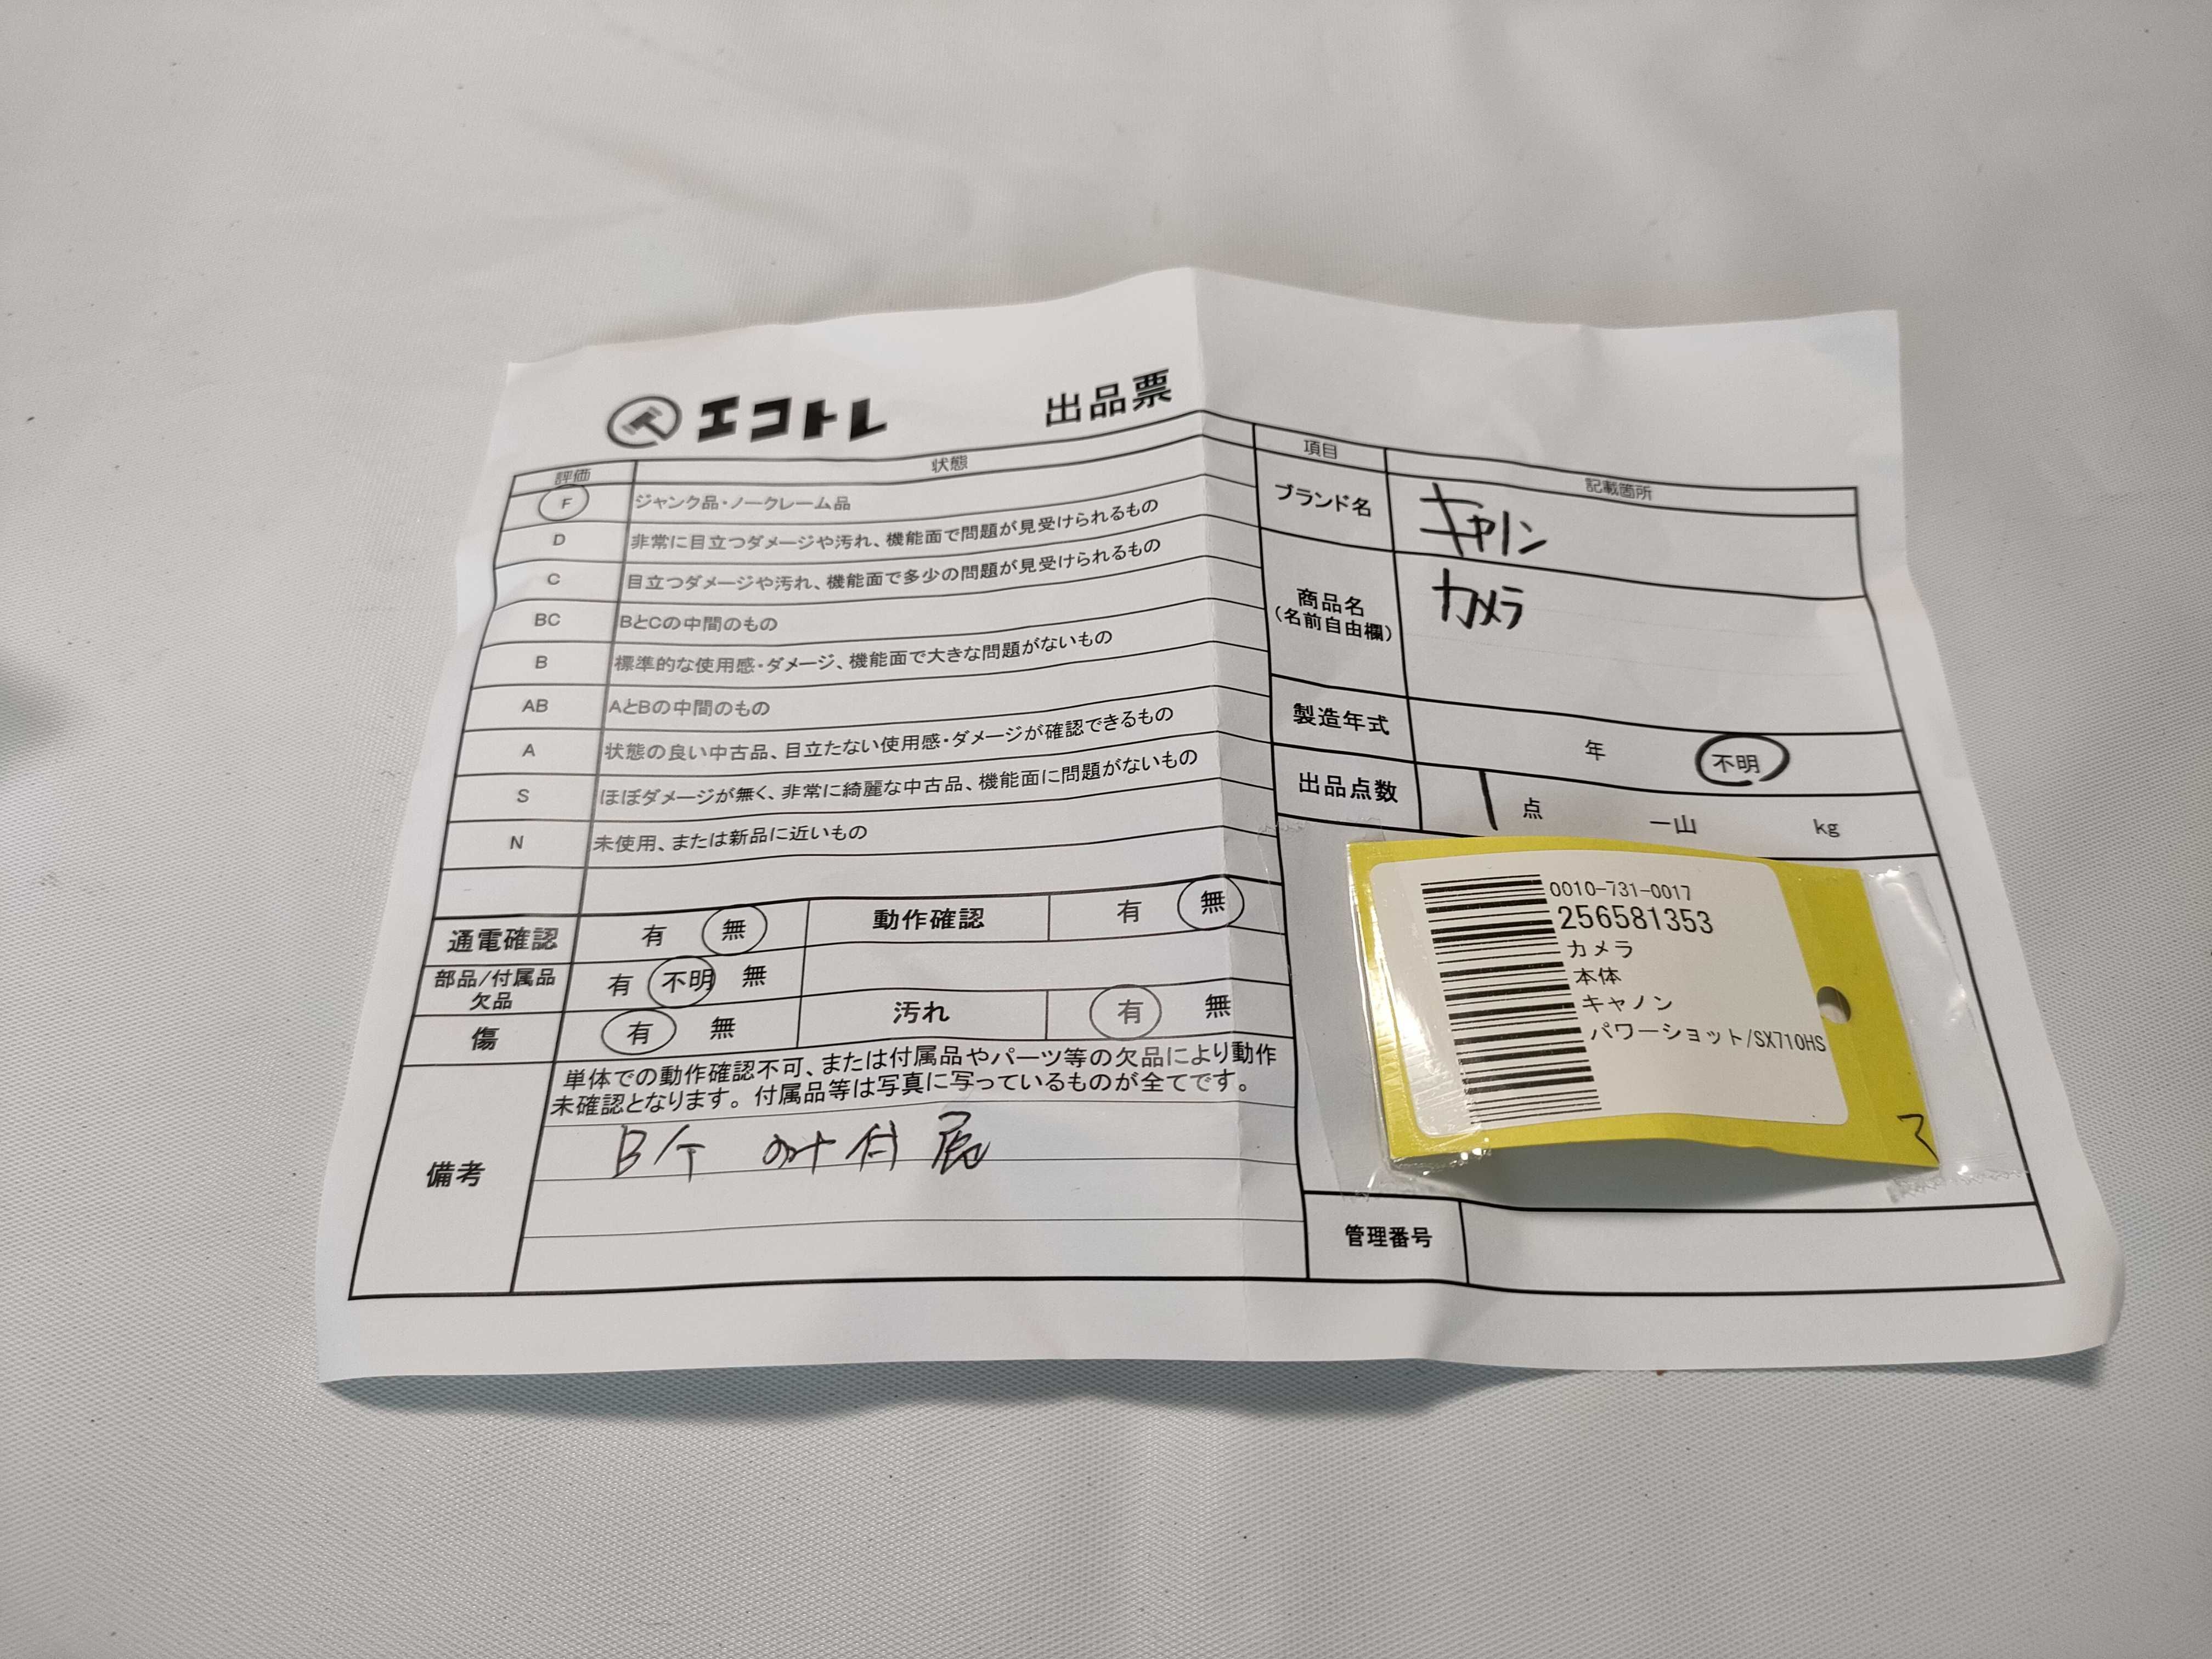 エコトレ 出品票
評価 状態
F ジャンク品・ノークレーム品
D 非常に目立つダメージや汚れ、機能面で問題が見受けられるもの
C 目立つダメージや汚れ、機能面で多少の問題が見受けられるもの
BC BとCの中間のもの
B 標準的な使用感・ダメージ、機能面で大きな問題がないもの
AB AとBの中間のもの
A 状態の良い中古品、目立たない使用感・ダメージが確認できるもの
S ほぼダメージが無く、非常に綺麗な中古品、機能面に問題がないもの
N 未使用、または新品に近いもの
通電確認 有 無 動作確認 有 無
部品/付属品 有 不明 無
欠品
傷 有 無 汚れ 有 無
備考
単体での動作確認不可、または付属品やパーツ等の欠品により動作
未確認となります。付属品等は写真に写っているものが全てです。
項目 記載箇所
ブランド名 キャノン
商品名 カメラ
(名前自由欄)
製造年式 年 不明
出品点数 1 点 一山 kg
0010-731-0017
256581353
カメラ
本体
キャノン
パワーショット/SX710HS
管理番号